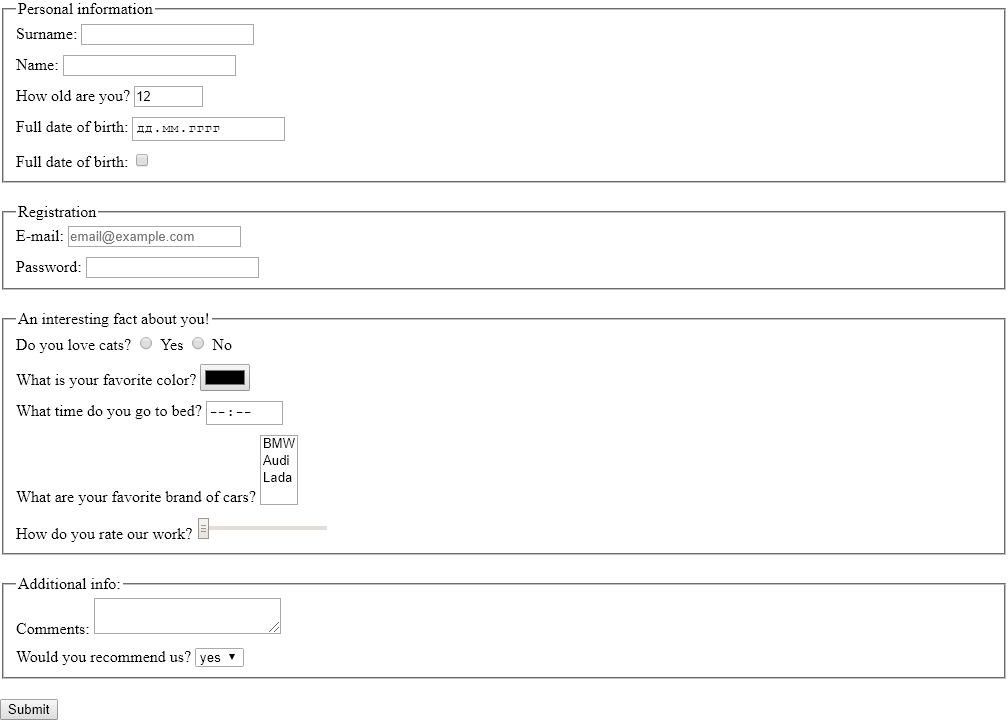 Personal information
Surname:
Name:
How old are you? 12
Full date of birth: дд.мм.гггг
Full date of birth:
Registration
E-mail: email@example.com
Password:
An interesting fact about you!
Do you love cats? Yes No
What is your favorite color?
What time do you go to bed? --:--
BMW
Audi
Lada
What are your favorite brand of cars?
How do you rate our work?
Additional info:
Comments:
Would you recommend us? yes
Submit